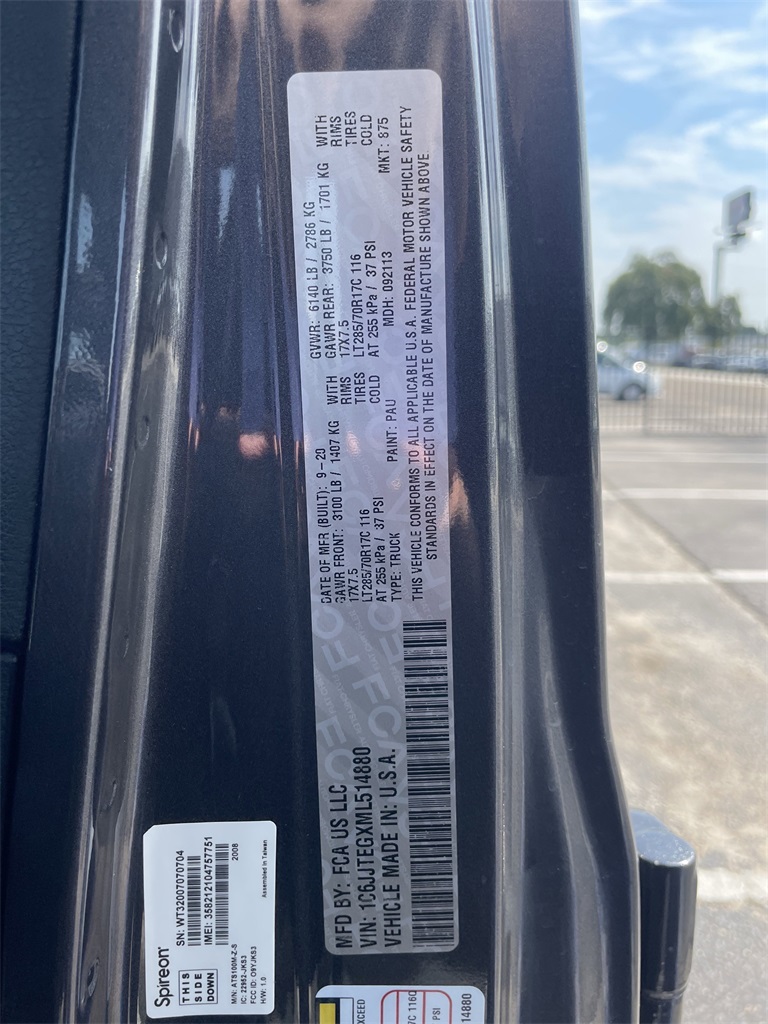 MFD BY: FCA US LLC
VIN: 1C6JJTEGXML514880
VEHICLE MADE IN: U.S.A.
DATE OF MFR (BUILT): 9-20
GAWR FRONT: 3100 LB / 1407 KG WITH
17X7.5 RIMS
LT285/70R17C 116 TIRES
AT 255 kPa / 37 PSI COLD
TYPE: TRUCK PAINT: PAU
GVWR: 6140 LB / 2786 KG
GAWR REAR: 3750 LB / 1701 KG WITH
17X7.5 RIMS
LT285/70R17C 116 TIRES
AT 255 kPa / 37 PSI COLD
MDH: 092113 MKT: 875
THIS VEHICLE CONFORMS TO ALL APPLICABLE U.S.A. FEDERAL MOTOR VEHICLE SAFETY
STANDARDS IN EFFECT ON THE DATE OF MANUFACTURE SHOWN ABOVE.
Spireon
SN: WT32007070704
IMEI: 358212104757751
2008
THIS
SIDE
DOWN
M/N: ATS100M-Z-S
IC: 22952-JKS3
FCC ID: O9YJKS3
H/W: 1.0
Assembled in Taiwan
EXCEED
7C 116C
PSI
14880